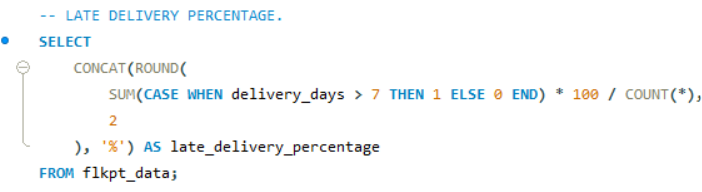 -- LATE DELIVERY PERCENTAGE.
SELECT
CONCAT(ROUND(
SUM(CASE WHEN delivery_days > 7 THEN 1 ELSE 0 END) * 100 / COUNT(*),
2
), '%') AS late_delivery_percentage
FROM flkpt_data;